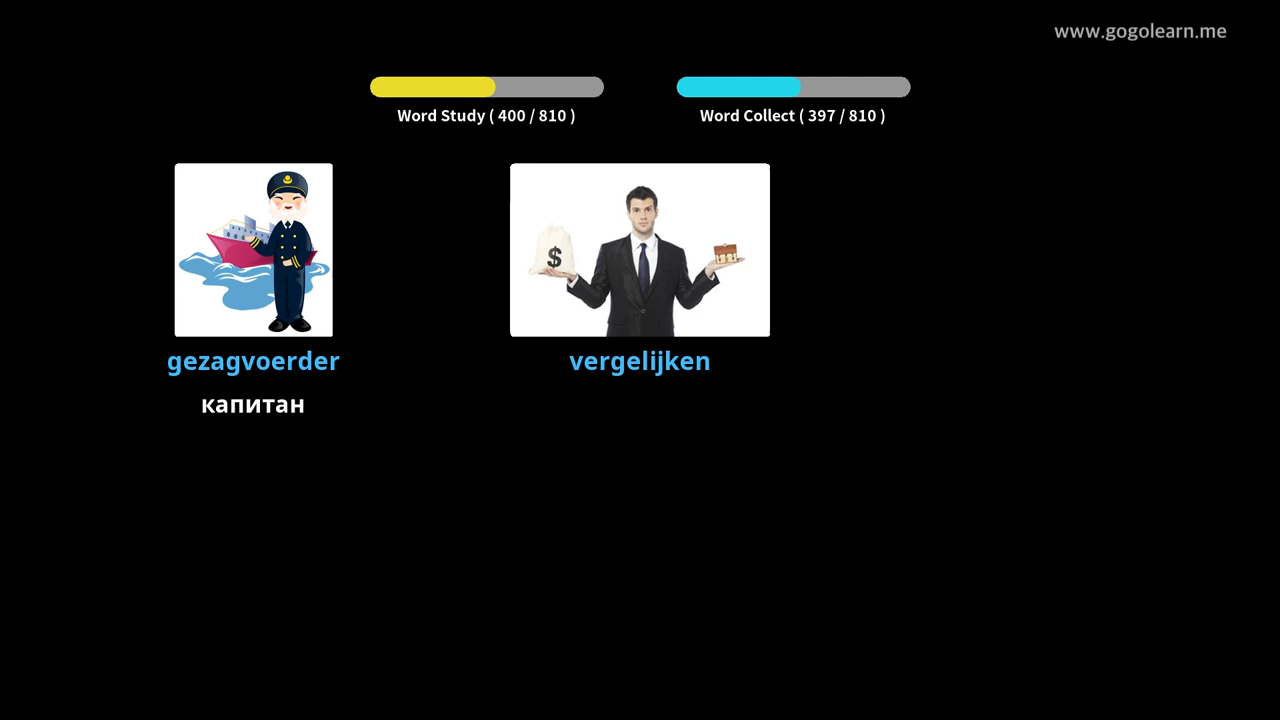 www.gogolearn.me
Word Study ( 400 / 810 )
Word Collect ( 397 / 810 )
$
gezagvoerder
vergelijken
капитан